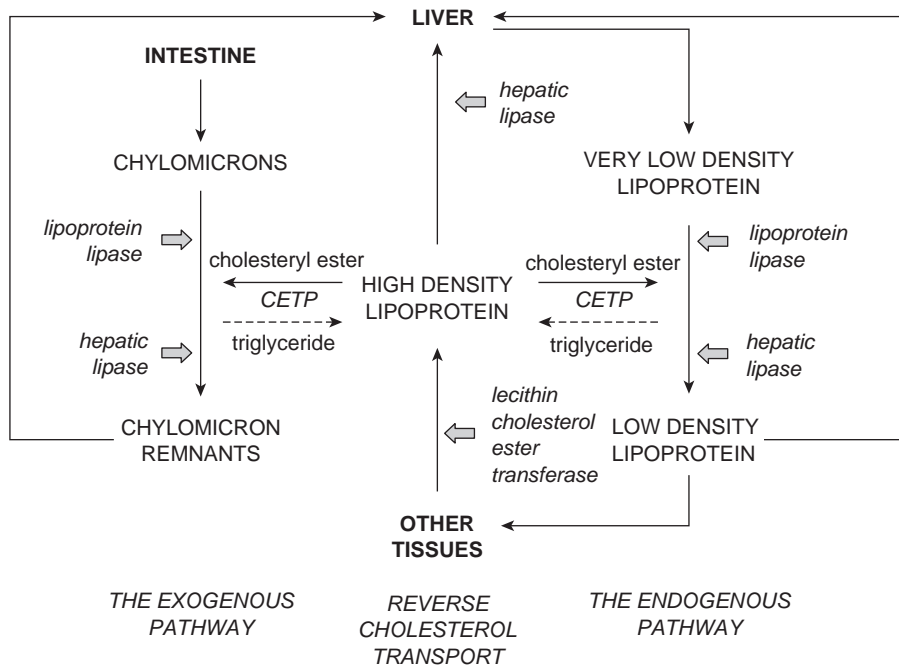 LIVER
INTESTINE
hepatic
lipase
CHYLOMICRONS
VERY LOW DENSITY
LIPOPROTEIN
lipoprotein
lipase
lipoprotein
lipase
cholesteryl ester
CETP
triglyceride
HIGH DENSITY
LIPOPROTEIN
cholesteryl ester
CETP
triglyceride
hepatic
lipase
hepatic
lipase
CHYLOMICRON
REMNANTS
lecithin
cholesterol
ester
transferase
LOW DENSITY
LIPOPROTEIN
OTHER
TISSUES
THE EXOGENOUS
PATHWAY
REVERSE
CHOLESTEROL
TRANSPORT
THE ENDOGENOUS
PATHWAY